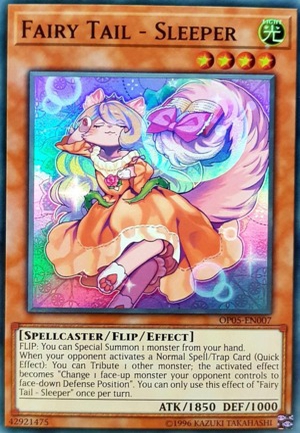 FAIRY TAIL - SLEEPER
光
OP05-EN007
[SPELLCASTER/FLIP/EFFECT]
FLIP: You can Special Summon 1 monster from your hand.
When your opponent activates a Normal Spell/Trap Card (Quick
Effect): You can Tribute 1 other monster; the activated effect
becomes "Change 1 face-up monster your opponent controls to
face-down Defense Position". You can only use this effect of "Fairy
Tail - Sleeper" once per turn.
ATK/1850 DEF/1000
42921475
©1996 KAZUKI TAKAHASHI